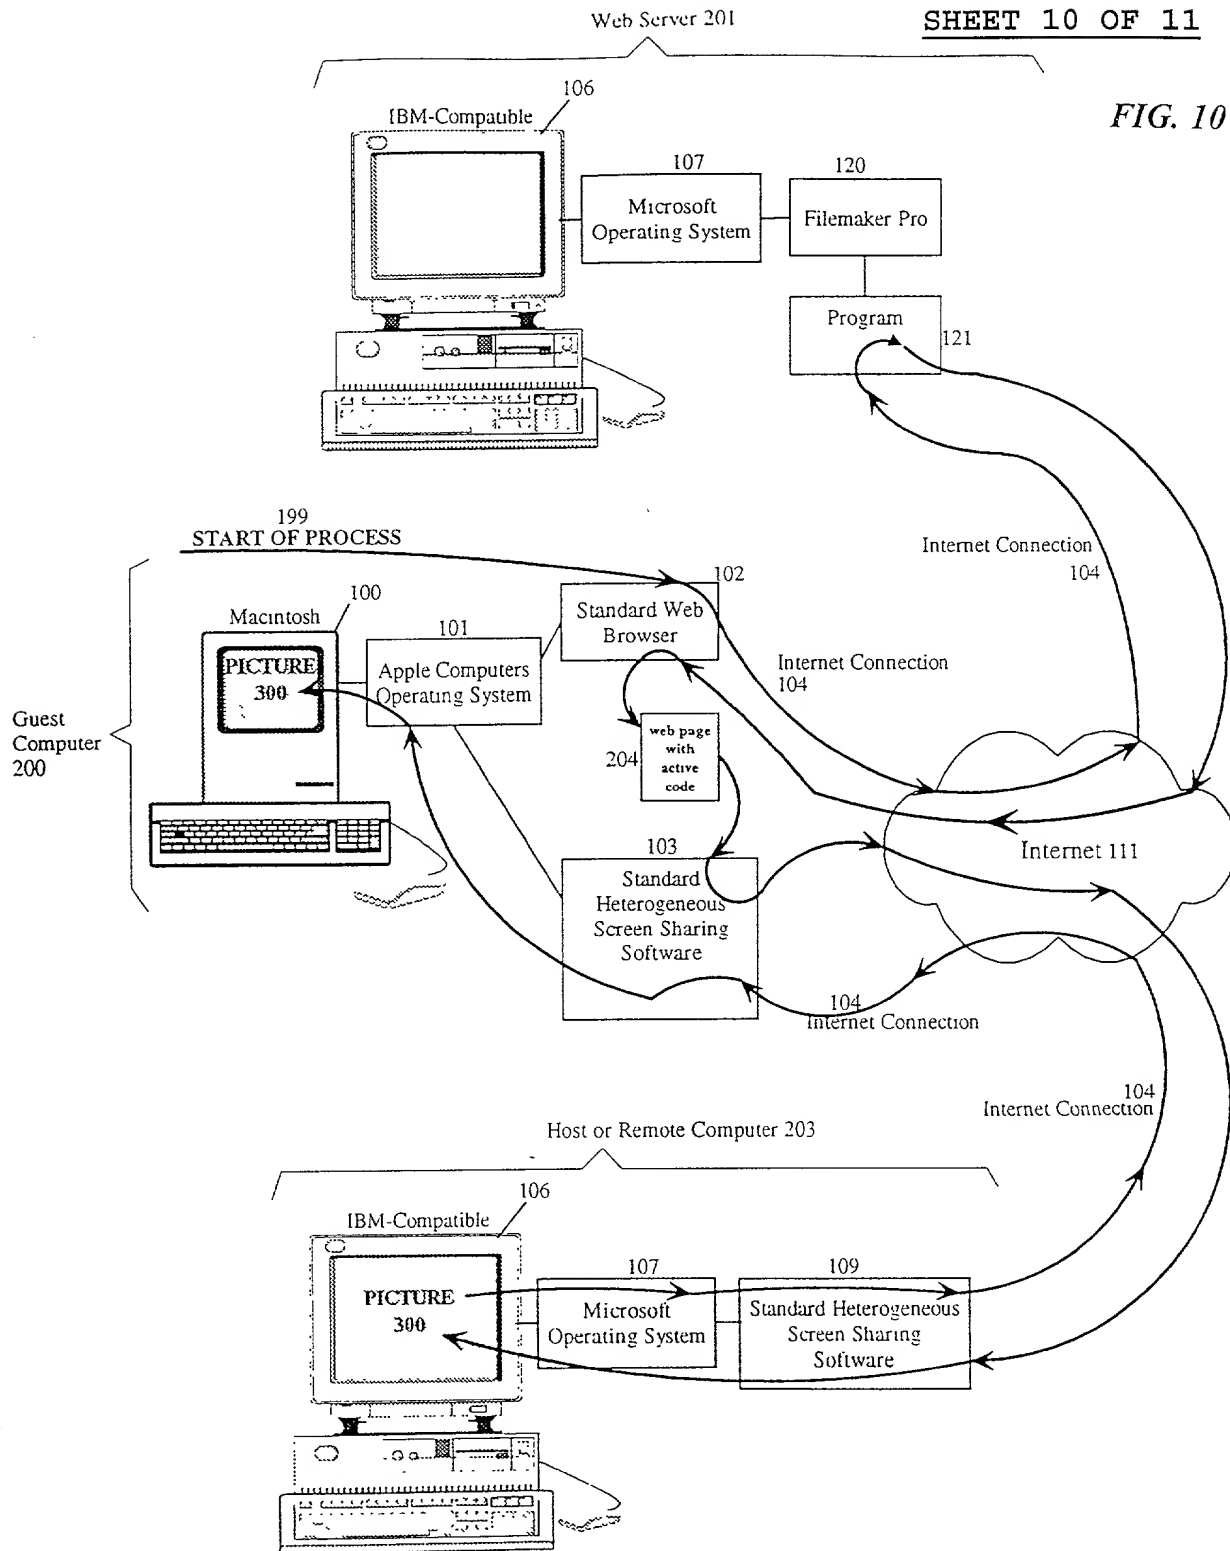 Web Server 201
SHEET 10 OF 11
FIG. 10
106
IBM-Compatible
107
Microsoft
Operating System
120
Filemaker Pro
Program
121
Internet Connection
104
199
START OF PROCESS
102
Standard Web
Browser
100
Macintosh
101
Apple Computers
Operating System
PICTURE
300
Internet Connection
104
Guest
Computer
200
204
web page
with
active
code
103
Standard
Heterogeneous
Screen Sharing
Software
Internet 111
104
Internet Connection
104
Internet Connection
Host or Remote Computer 203
106
IBM-Compatible
107
Microsoft
Operating System
109
Standard Heterogeneous
Screen Sharing
Software
PICTURE
300